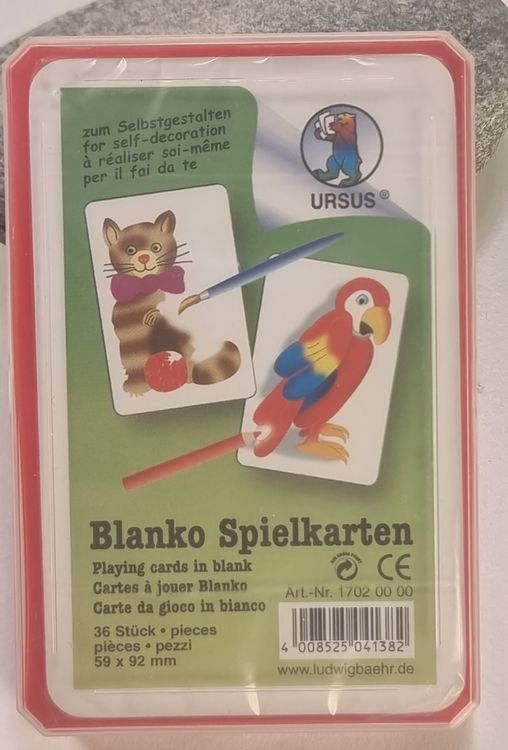 zum Selbstgestalten
for self-decoration
à réaliser soi-même
per il fai da te
URSUS®
Blanko Spielkarten
Playing cards in blank
Cartes à jouer Blanko
Carte da gioco in bianco
CE
Art.-Nr. 1702 00 00
36 Stück • pieces
pièces • pezzi
59 x 92 mm
4 008525 041382
www.ludwigbaehr.de